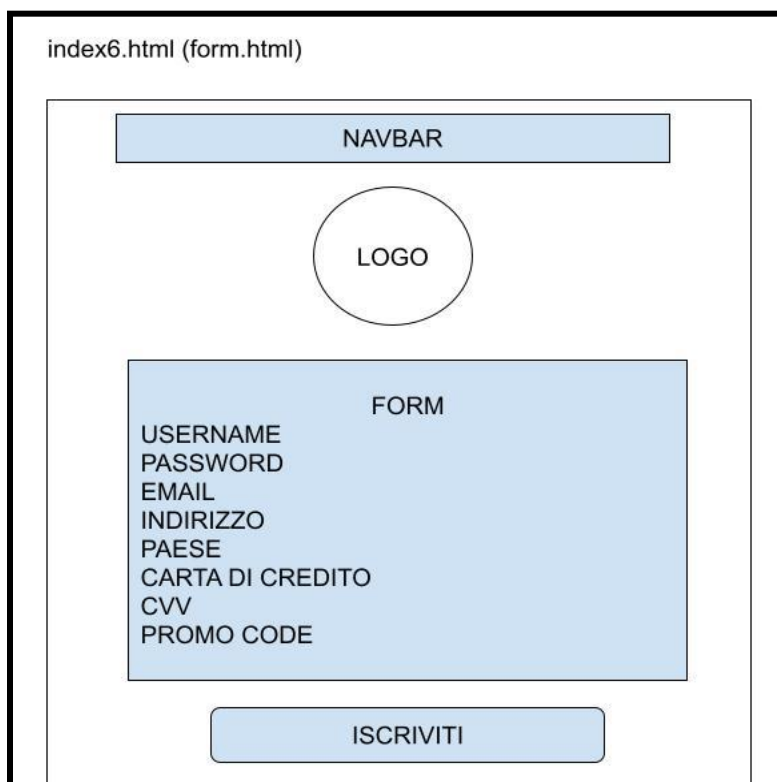 index6.html (form.html)
NAVBAR
LOGO
FORM
USERNAME
PASSWORD
EMAIL
INDIRIZZO
PAESE
CARTA DI CREDITO
CVV
PROMO CODE
ISCRIVITI